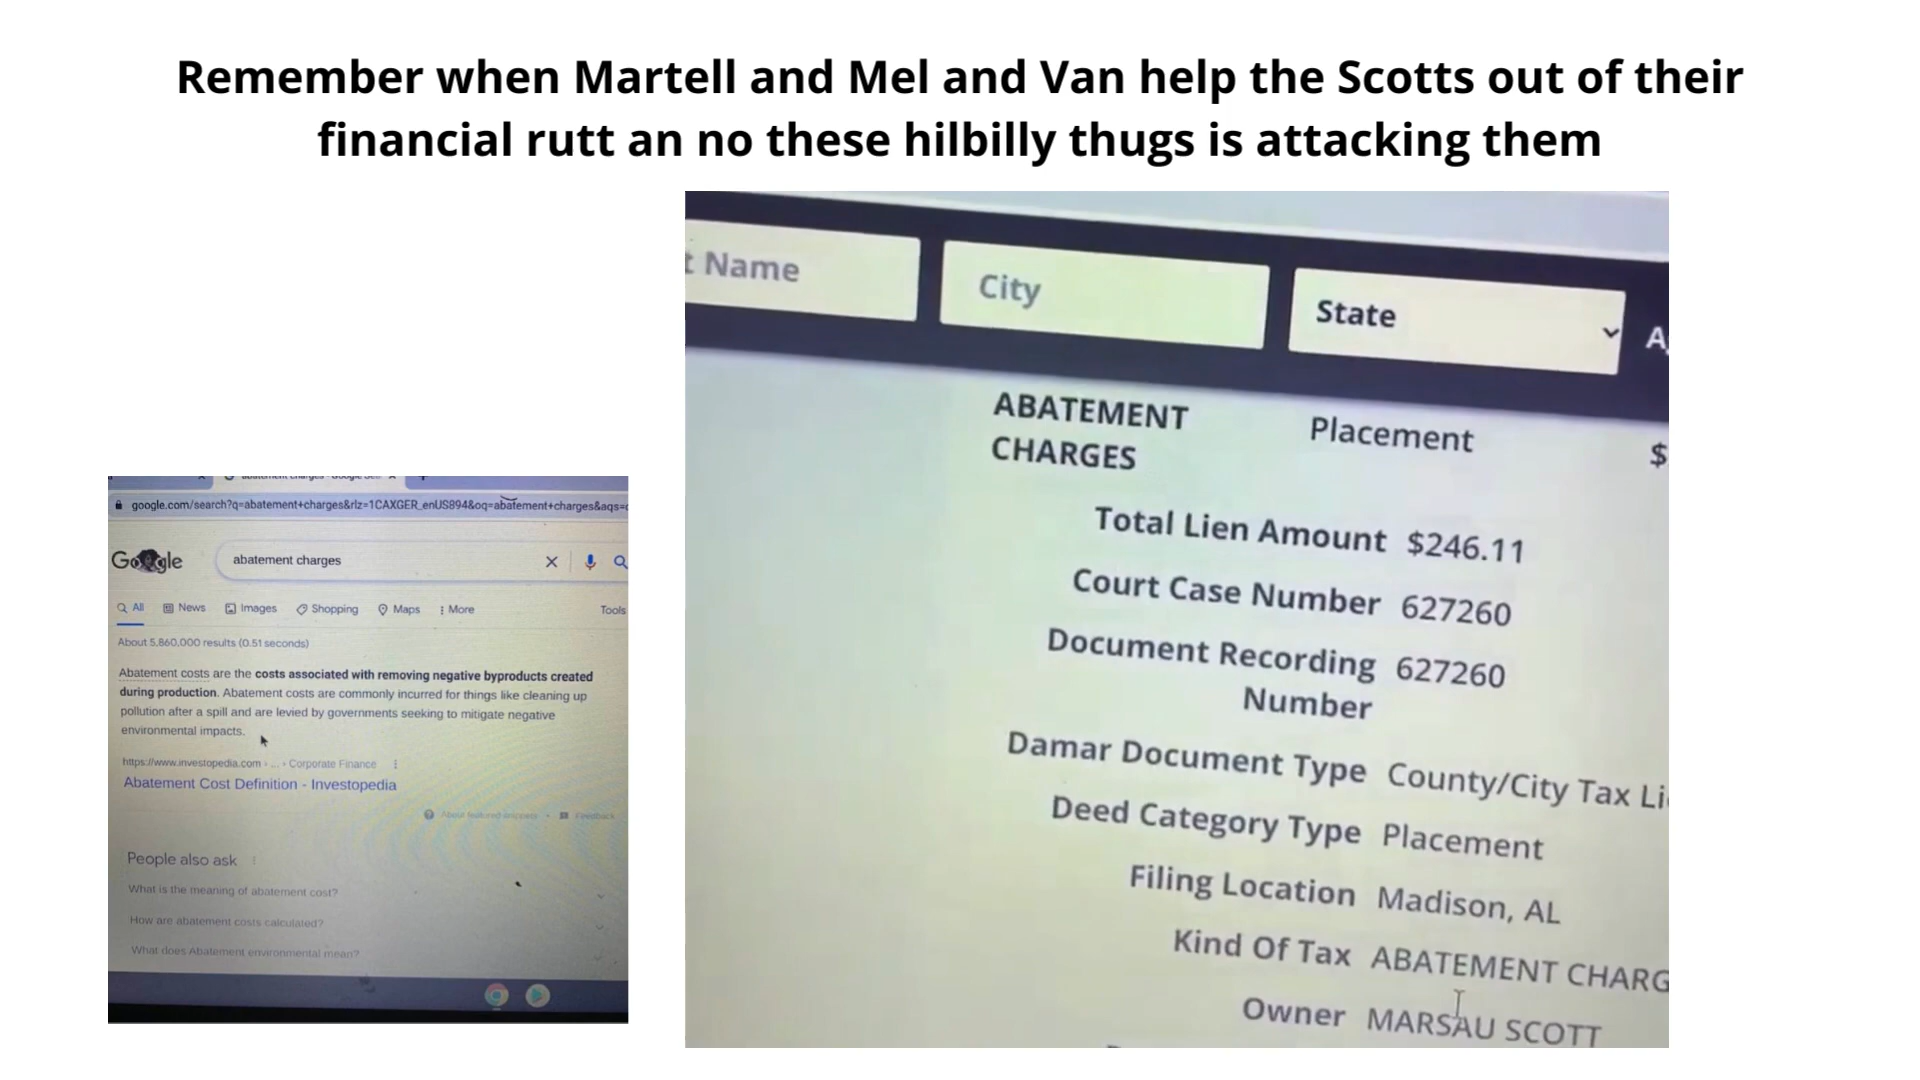 Remember when Martell and Mel and Van help the Scotts out of their
financial rutt an no these hilbilly thugs is attacking them
t Name
City
State
A
ABATEMENT
CHARGES
Placement
$
Total Lien Amount $246.11
Court Case Number 627260
Document Recording
Number
627260
Damar Document Type County/City Tax Li
Deed Category Type Placement
Filing Location Madison, AL
Kind Of Tax ABATEMENT CHARG
Owner MARSAU SCOTT
google.com/search?q=abatement+charges&rlz=1CAXGER_enUS894&oq=abatement+charges&aqs=c
Google
abatement charges
All News Images Shopping Maps More Tools
About 5,860,000 results (0.51 seconds)
Abatement costs are the costs associated with removing negative byproducts created
during production. Abatement costs are commonly incurred for things like cleaning up
pollution after a spill and are levied by governments seeking to mitigate negative
environmental impacts.
https://www.investopedia.com › ... › Corporate Finance
Abatement Cost Definition - Investopedia
About featured snippets Feedback
People also ask
What is the meaning of abatement cost?
How are abatement costs calculated?
What does Abatement environmental mean?